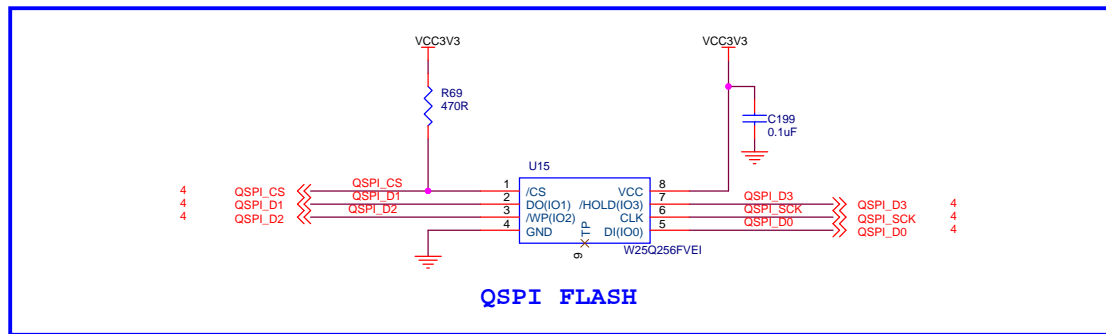 VCC3V3 VCC3V3
R69
470R
C199
0.1uF
U15
4 QSPI_CS QSPI_CS 1 /CS VCC 8
4 QSPI_D1 QSPI_D1 2 DO(IO1) /HOLD(IO3) 7 QSPI_D3 QSPI_D3 4
4 QSPI_D2 QSPI_D2 3 /WP(IO2) CLK 6 QSPI_SCK QSPI_SCK 4
4 GND DI(IO0) 5 QSPI_D0 QSPI_D0 4
TP
9
W25Q256FVEI
QSPI FLASH